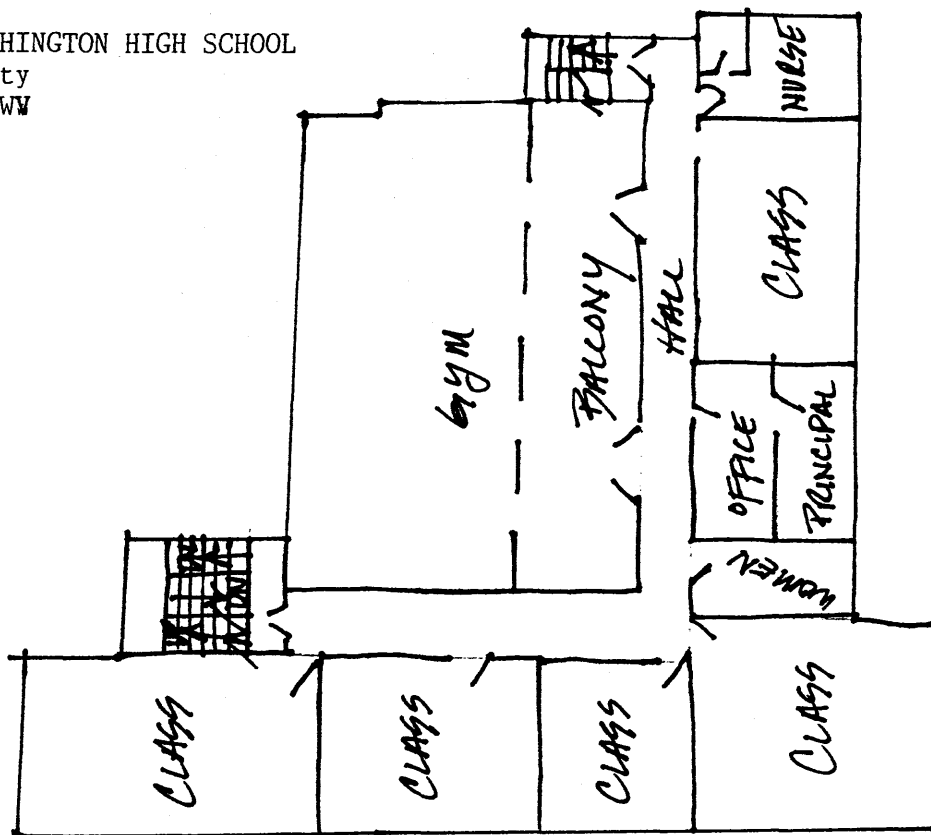 HINGTON HIGH SCHOOL
ty
WV
NURSE
CLASS
HALL
BALCONY
GYM
OFFICE
PRINCIPAL
WOMEN
CLASS
CLASS
CLASS
CLASS